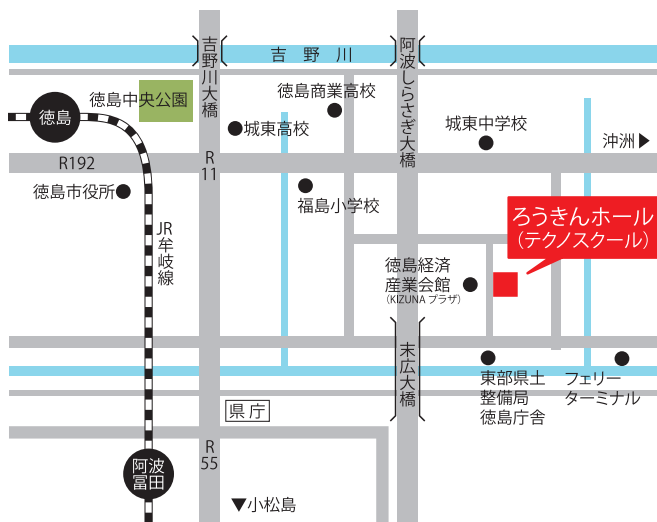 吉野川
吉野川大橋
阿波しらさぎ大橋
徳島中央公園
徳島商業高校
徳島
城東高校
城東中学校
沖洲▶
R192
R
11
徳島市役所
福島小学校
ろうきんホール
（テクノスクール）
JR
牟岐線
徳島経済
産業会館
（KIZUNAプラザ）
末広大橋
東部県土
整備局
徳島庁舎
フェリー
ターミナル
県庁
R
55
阿波
冨田
▼小松島